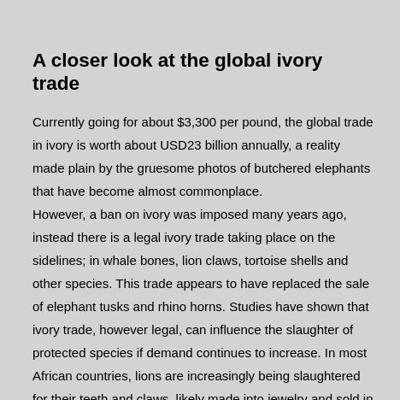 A closer look at the global ivory
trade
Currently going for about $3,300 per pound, the global trade
in ivory is worth about USD23 billion annually, a reality
made plain by the gruesome photos of butchered elephants
that have become almost commonplace.
However, a ban on ivory was imposed many years ago,
instead there is a legal ivory trade taking place on the
sidelines; in whale bones, lion claws, tortoise shells and
other species. This trade appears to have replaced the sale
of elephant tusks and rhino horns. Studies have shown that
ivory trade, however legal, can influence the slaughter of
protected species if demand continues to increase. In most
African countries, lions are increasingly being slaughtered
for their teeth and claws, likely made into jewelry and sold in